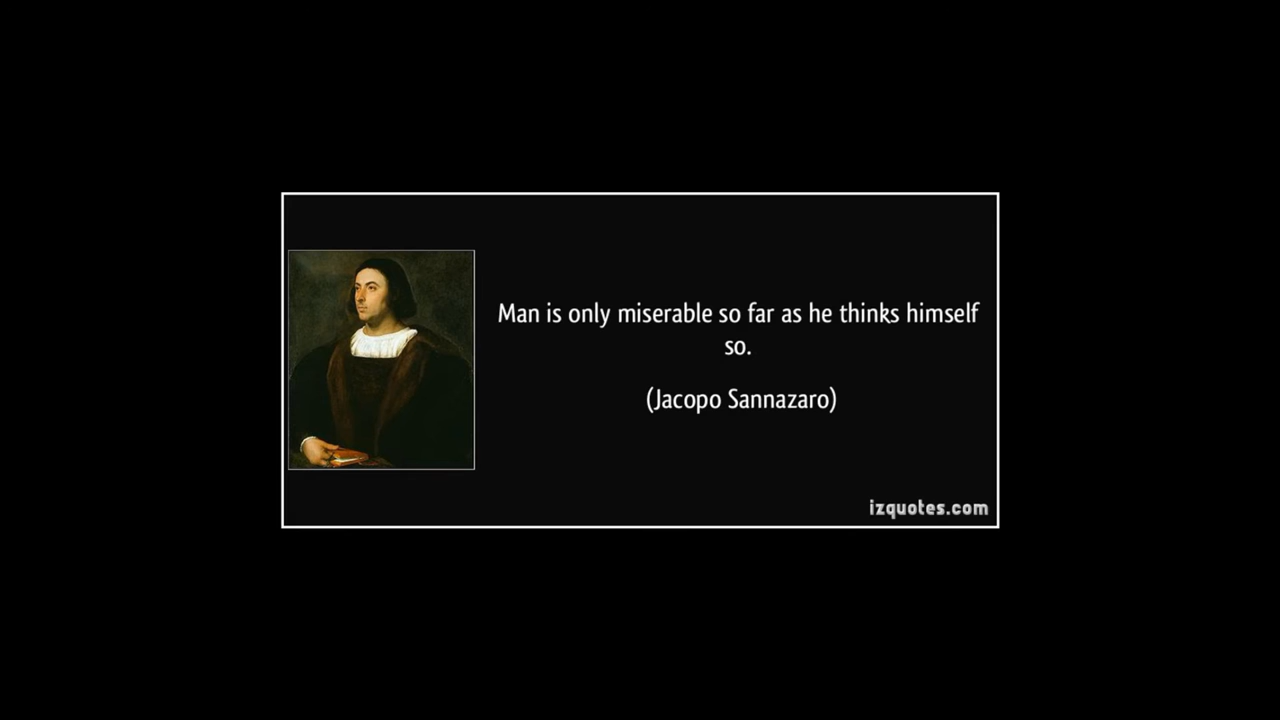 Man is only miserable so far as he thinks himself
so.
(Jacopo Sannazaro)
izquotes.com